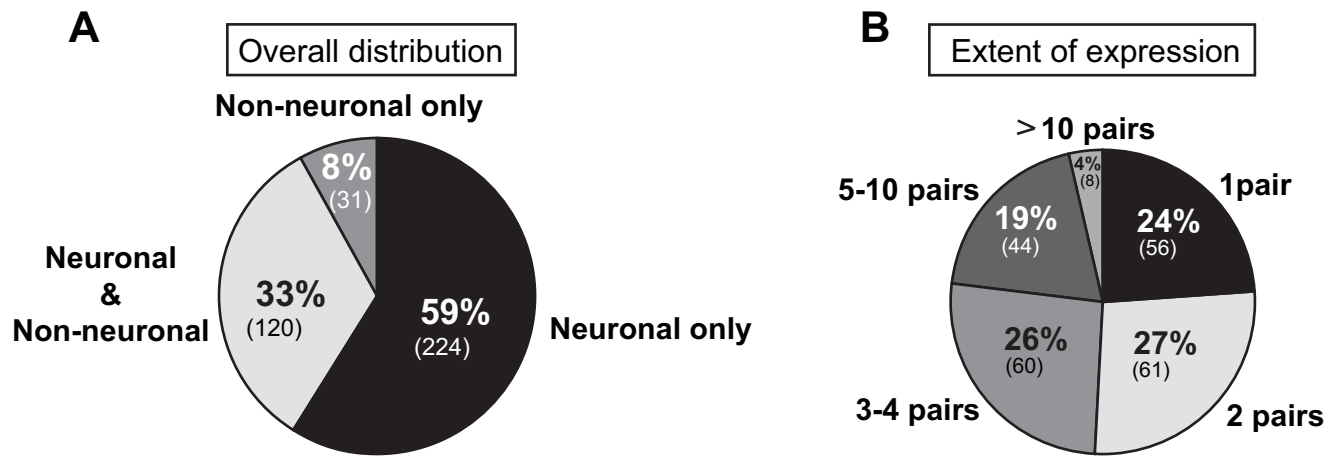 A
Overall distribution
Non-neuronal only
8%
(31)
Neuronal
&
Non-neuronal
33%
(120)
59%
(224)
Neuronal only
B
Extent of expression
> 10 pairs
4%
(8)
5-10 pairs
1pair
19%
(44)
24%
(56)
26%
(60)
27%
(61)
3-4 pairs
2 pairs